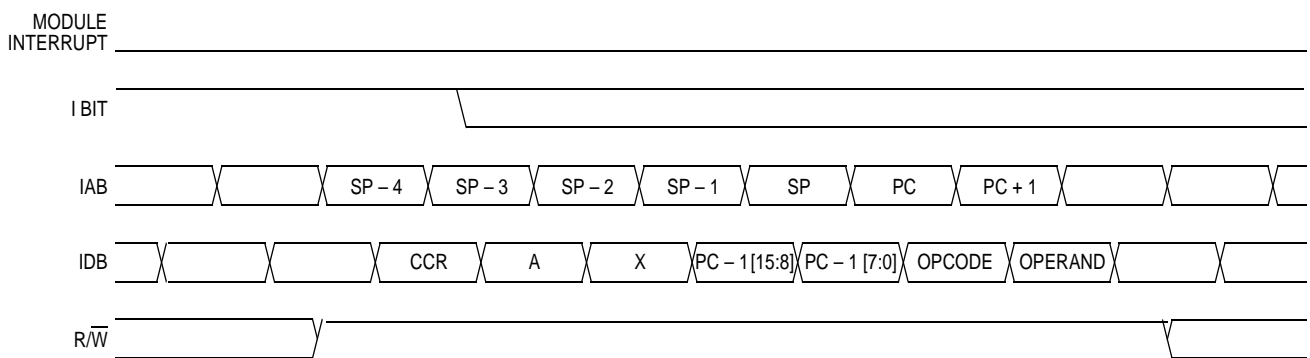 MODULE
INTERRUPT
I BIT
IAB SP – 4 SP – 3 SP – 2 SP – 1 SP PC PC + 1
IDB CCR A X PC – 1 [15:8] PC – 1 [7:0] OPCODE OPERAND
R/W̅